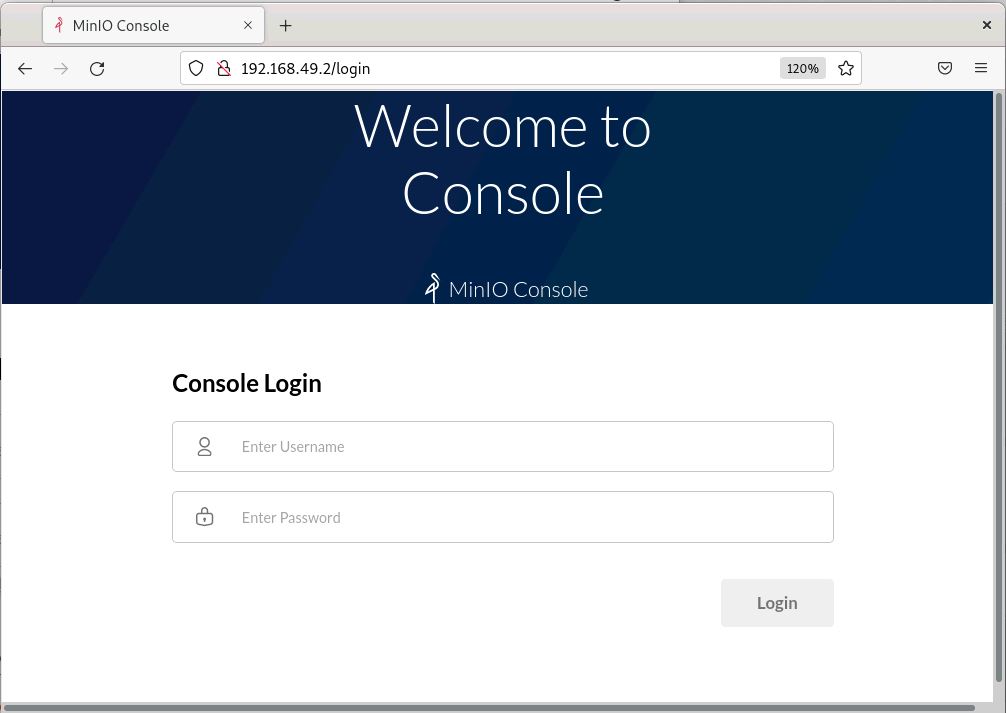 MinIO Console
192.168.49.2/login
120%
Welcome to
Console
MinIO Console
Console Login
Enter Username
Enter Password
Login